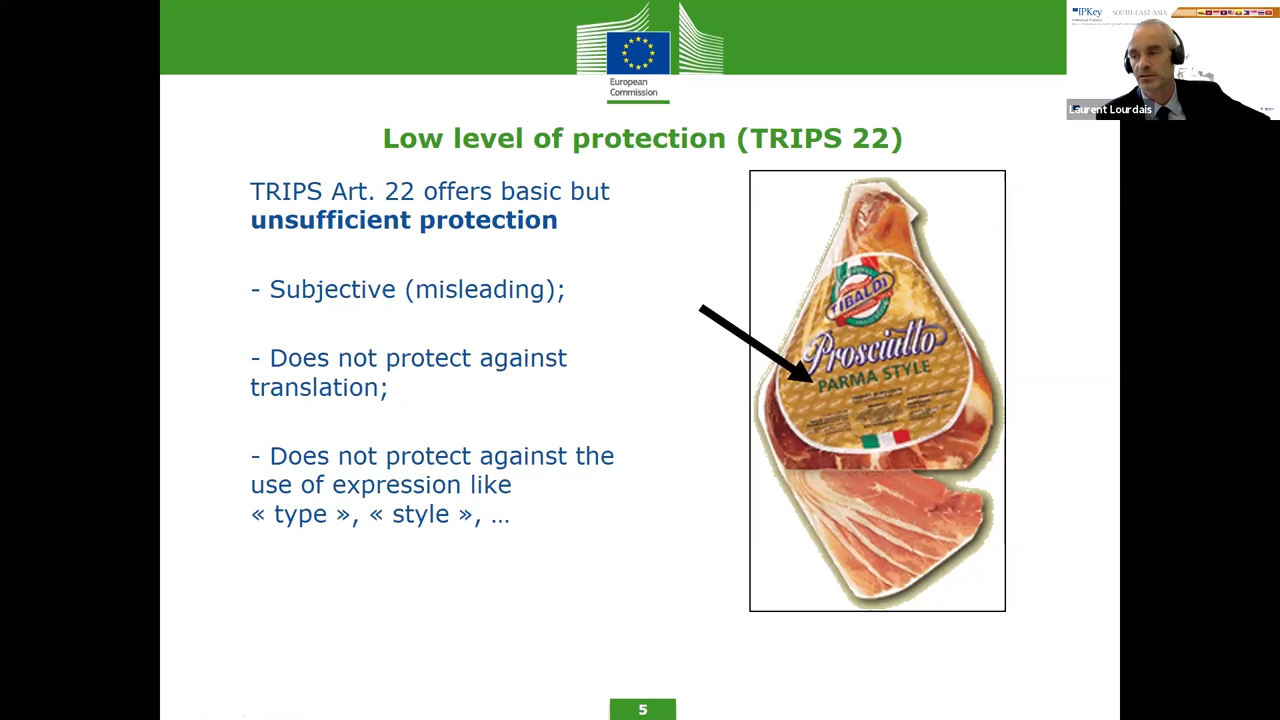 European
Commission
IPKey
SOUTH-EAST ASIA
Laurent Lourdais
Low level of protection (TRIPS 22)
TRIPS Art. 22 offers basic but
unsufficient protection
- Subjective (misleading);
- Does not protect against
translation;
- Does not protect against the
use of expression like
« type », « style », ...
TIBALDI
Prosciutto
PARMA STYLE
5